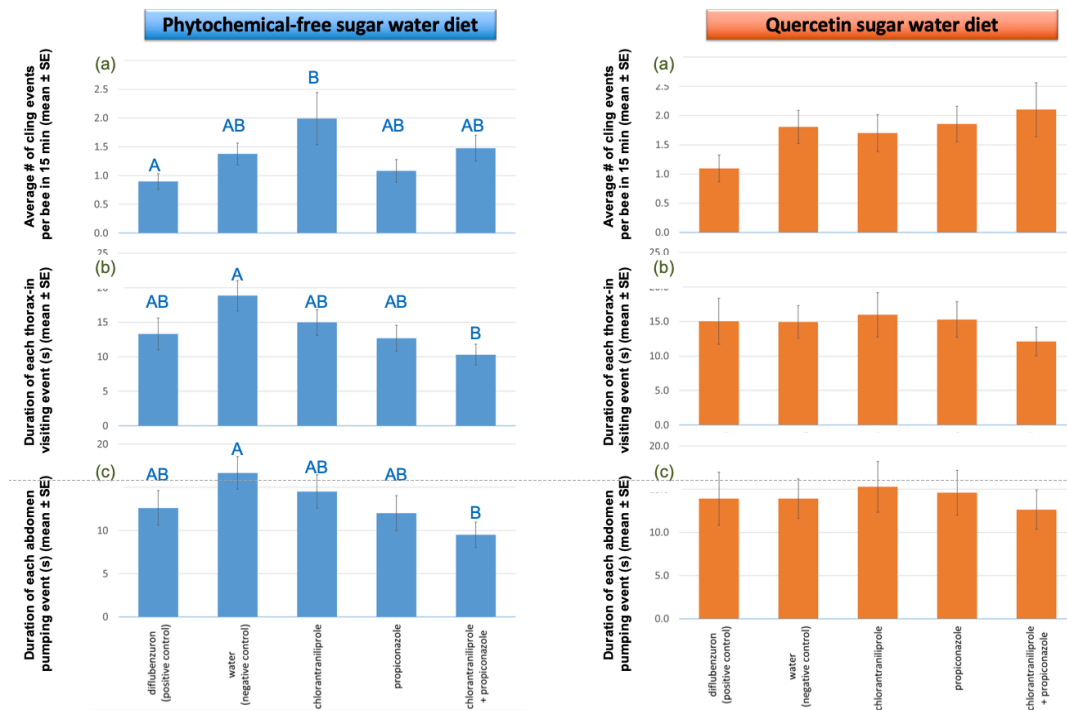 Phytochemical-free sugar water diet
(a)
Average # of cling events
per bee in 15 min (mean ± SE)
2.5
2.0
1.5
1.0
0.5
0.0
A
AB
B
AB
AB
(b)
Duration of each thorax-in
visiting event (s) (mean ± SE)
25
20
15
10
5
0
AB
A
AB
AB
B
(c)
Duration of each abdomen
pumping event (s) (mean ± SE)
20
10
5
0
AB
A
AB
AB
B
diflubenzuron
(positive control)
water
(negative control)
chlorantraniliprole
propiconazole
chlorantraniliprole
+ propiconazole
Quercetin sugar water diet
(a)
Average # of cling events
per bee in 15 min (mean ± SE)
2.5
2.0
1.5
1.0
0.5
0.0
(b)
Duration of each thorax-in
visiting event (s) (mean ± SE)
25.0
20.0
15.0
10.0
5.0
0.0
(c)
Duration of each abdomen
pumping event (s) (mean ± SE)
20.0
10.0
5.0
0.0
diflubenzuron
(positive control)
water
(negative control)
chlorantraniliprole
propiconazole
chlorantraniliprole
+ propiconazole